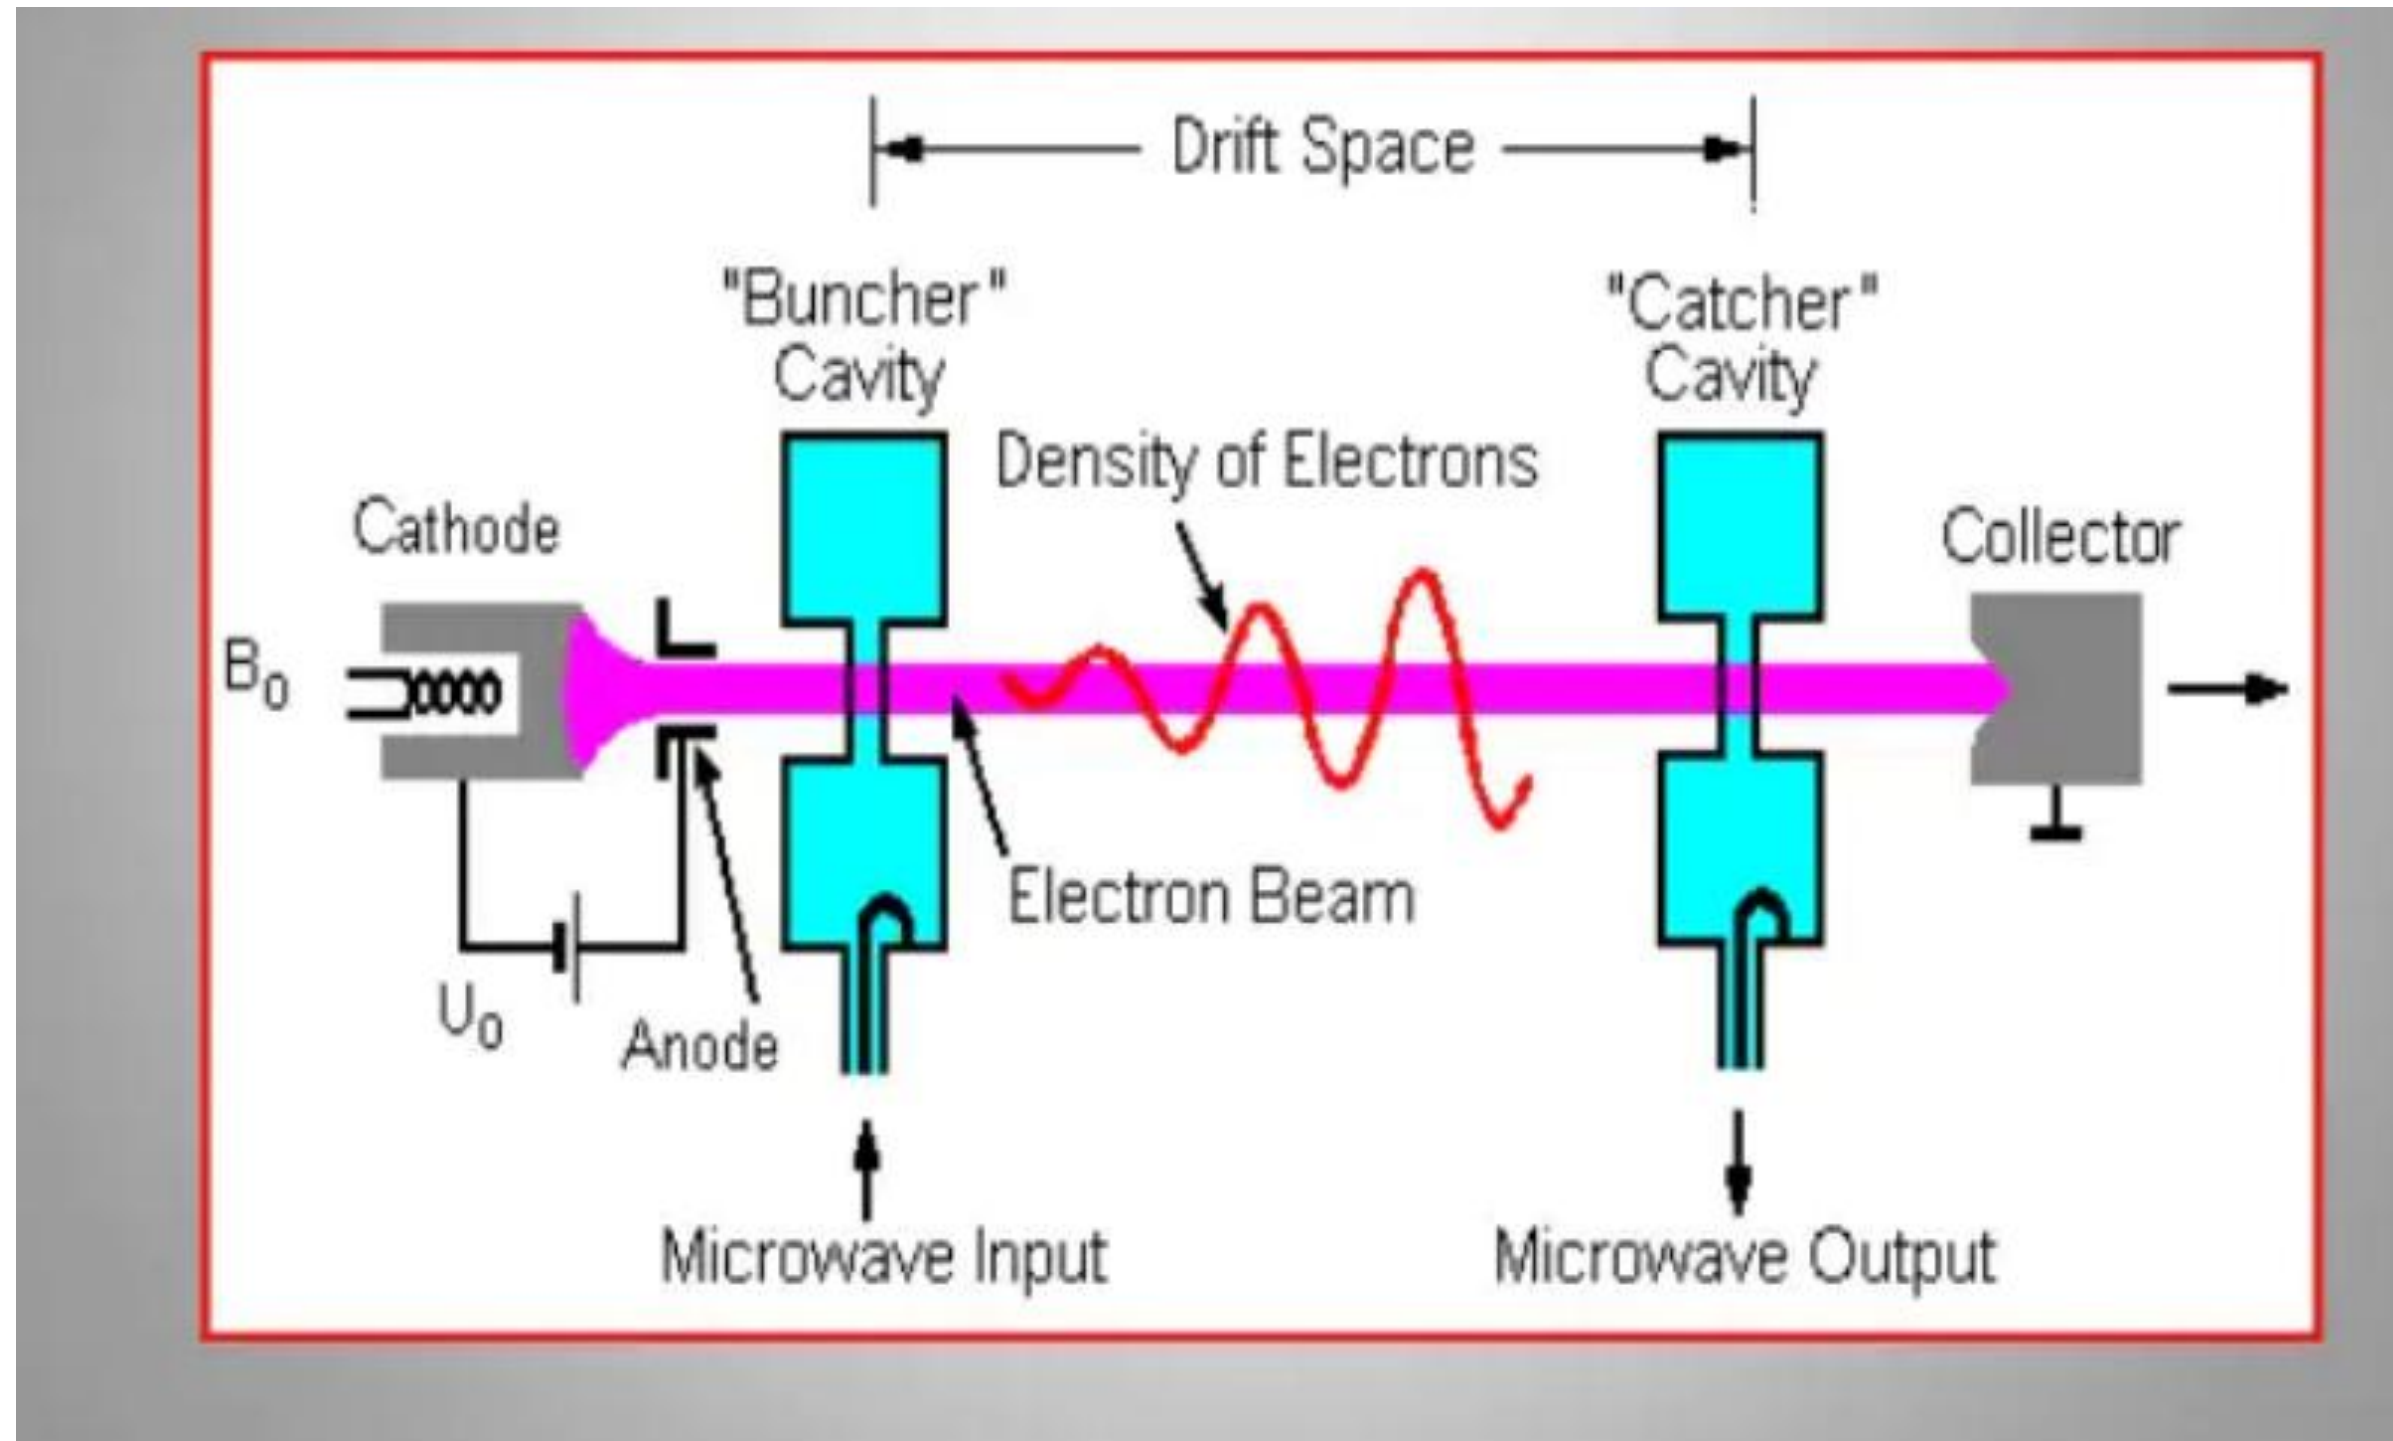 Drift Space
"Buncher"
Cavity
"Catcher"
Cavity
Density of Electrons
Cathode
Collector
B0
Electron Beam
U0
Anode
Microwave Input
Microwave Output